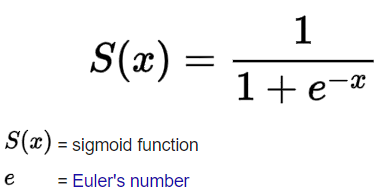 S(x) = 1 / (1 + e^{-x})
S(x) = sigmoid function
e = Euler's number